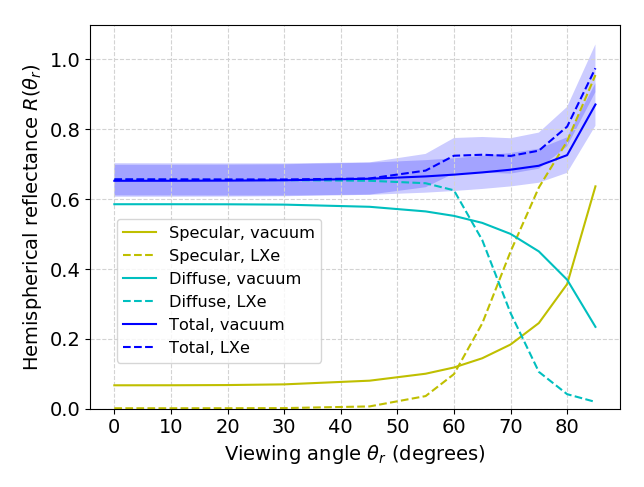 Hemispherical reflectance R(θ_r)
1.0
0.8
0.6
0.4
0.2
0.0
Specular, vacuum
Specular, LXe
Diffuse, vacuum
Diffuse, LXe
Total, vacuum
Total, LXe
0 10 20 30 40 50 60 70 80
Viewing angle θ_r (degrees)